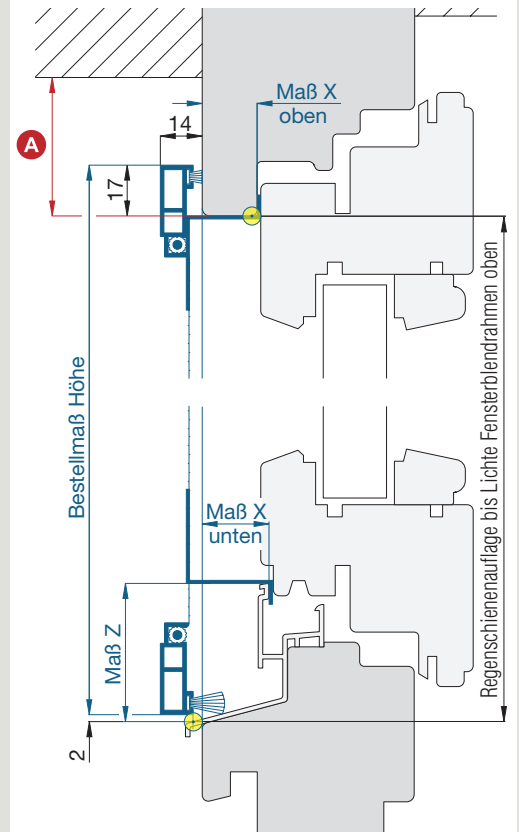 Maß X
oben
14
A
17
Bestellmaß Höhe
Maß X
unten
Maß Z
2
Regenschienenauflage bis Lichte Fensterblendrahmen oben